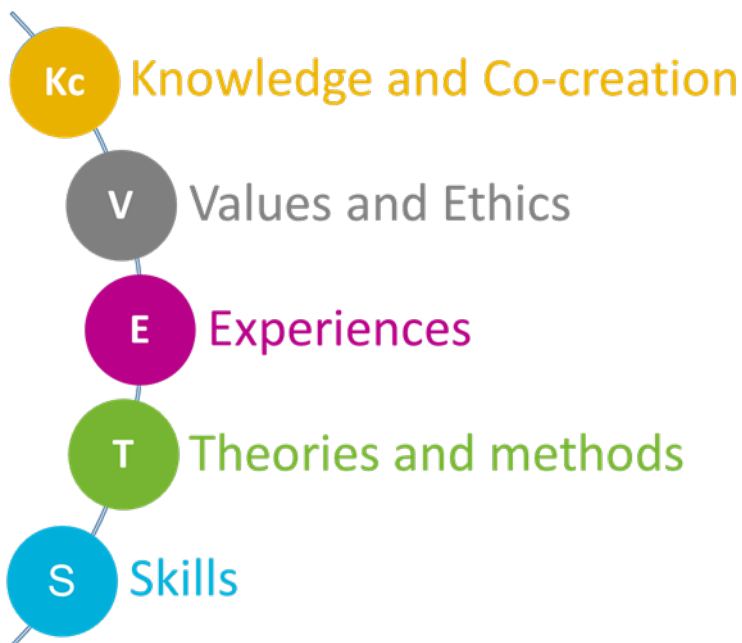 Kc Knowledge and Co-creation
V Values and Ethics
E Experiences
T Theories and methods
S Skills